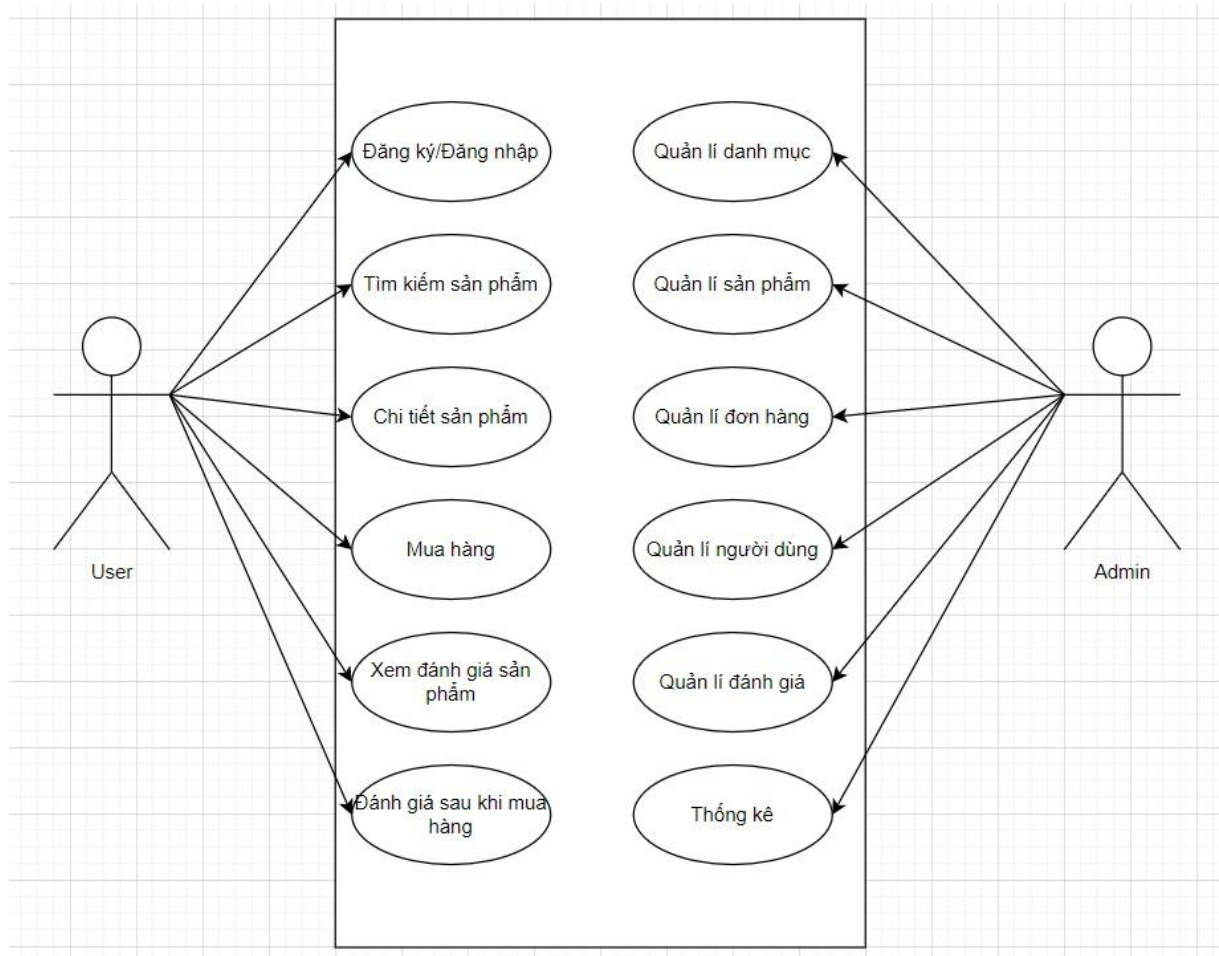 Đăng ký/Đăng nhập
Quản lí danh mục
Tìm kiếm sản phẩm
Quản lí sản phẩm
Chi tiết sản phẩm
Quản lí đơn hàng
Mua hàng
Quản lí người dùng
User
Admin
Xem đánh giá sản
phẩm
Quản lí đánh giá
Đánh giá sau khi mua
hàng
Thống kê